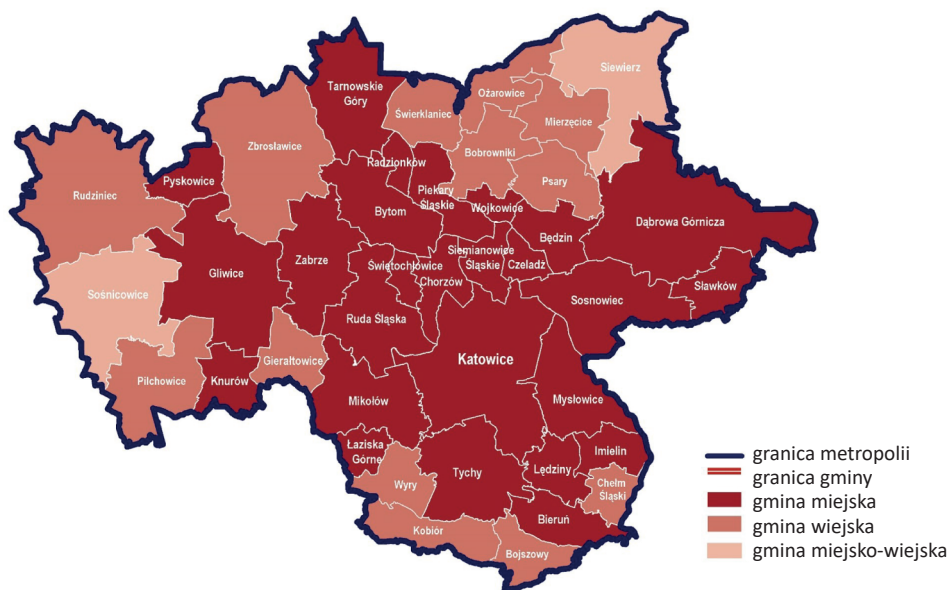 Siewierz
Tarnowskie
Góry
Ożarowice
Świerklaniec
Mierzęcice
Zbrosławice
Bobrowniki
Radzionków
Pyskowice
Psary
Rudziniec
Piekary
Śląskie
Wojkowice
Bytom
Dąbrowa Górnicza
Będzin
Siemianowice
Śląskie
Czeladź
Zabrze
Świętochłowice
Gliwice
Chorzów
Sławków
Sośnicowice
Sosnowiec
Ruda Śląska
Katowice
Gierałtowice
Pilchowice
Knurów
Mikołów
Mysłowice
Łaziska
Górne
Imielin
Tychy
Lędziny
Wyry
Chełm
Śląski
Bieruń
Kobiór
Bojszowy
granica metropolii
granica gminy
gmina miejska
gmina wiejska
gmina miejsko-wiejska